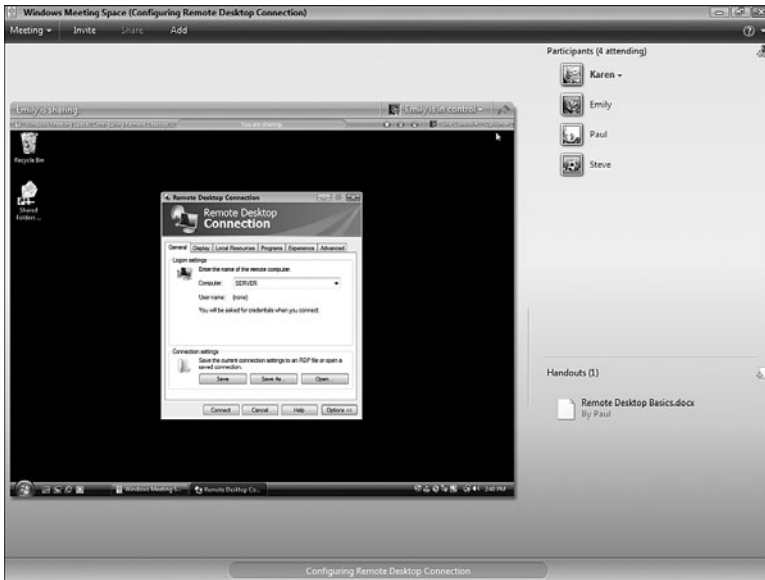 Windows Meeting Space (Configuring Remote Desktop Connection)
Meeting Invite Share Add
Participants (4 attending)
Karen
Emily
Paul
Steve
Emily is sharing
Emily is in control
You are sharing
Recycle Bin
Shared
Folders ...
Remote Desktop Connection
Remote Desktop
Connection
General Display Local Resources Programs Experience Advanced
Logon settings
Enter the name of the remote computer.
Computer: SERVER
User name: (none)
You will be asked for credentials when you connect.
Connection settings
Save the current connection settings to an RDP file or open a
saved connection.
Save Save As... Open...
Connect Cancel Help Options <<
Handouts (1)
Remote Desktop Basics.docx
By Paul
Windows Meeting S... Remote Desktop Co... 2:40 PM
Configuring Remote Desktop Connection